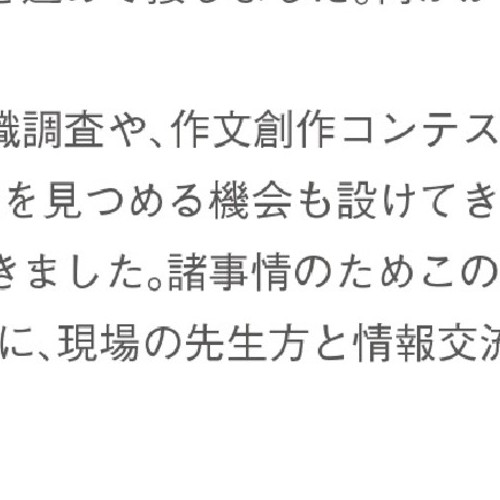 識調査や、作文創作コンテス
を見つめる機会も設けてき
きました。諸事情のためこの
に、現場の先生方と情報交流